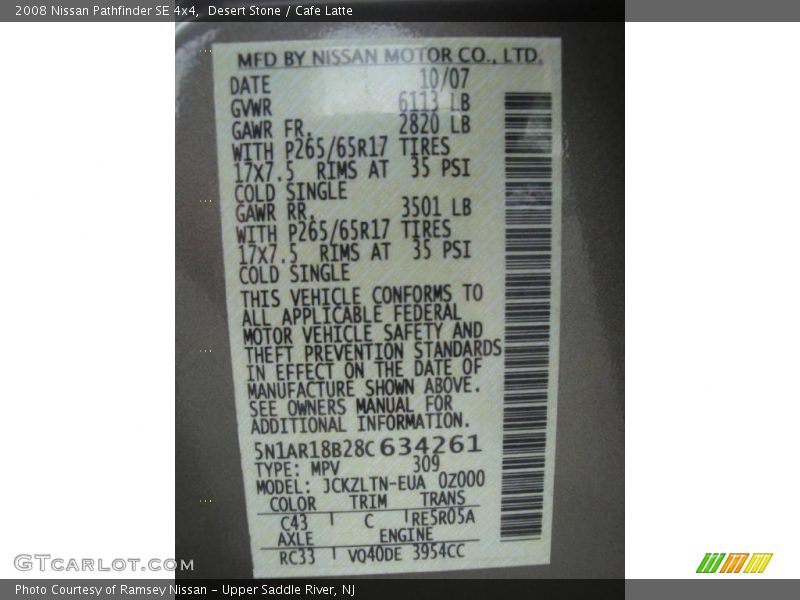 2008 Nissan Pathfinder SE 4x4, Desert Stone / Cafe Latte
MFD BY NISSAN MOTOR CO., LTD.
DATE 10/07
GVWR 6113 LB
GAWR FR. 2820 LB
WITH P265/65R17 TIRES
17x7.5 RIMS AT 35 PSI
COLD SINGLE
GAWR RR. 3501 LB
WITH P265/65R17 TIRES
17x7.5 RIMS AT 35 PSI
COLD SINGLE
THIS VEHICLE CONFORMS TO
ALL APPLICABLE FEDERAL
MOTOR VEHICLE SAFETY AND
THEFT PREVENTION STANDARDS
IN EFFECT ON THE DATE OF
MANUFACTURE SHOWN ABOVE.
SEE OWNERS MANUAL FOR
ADDITIONAL INFORMATION.
5N1AR18B28C634261
TYPE: MPV 309
MODEL: JCKZLTN-EUA 0Z000
COLOR TRIM TRANS
C43 C RE5R05A
AXLE ENGINE
RC33 VQ40DE 3954CC
GTCarLot.com
Photo Courtesy of Ramsey Nissan - Upper Saddle River, NJ